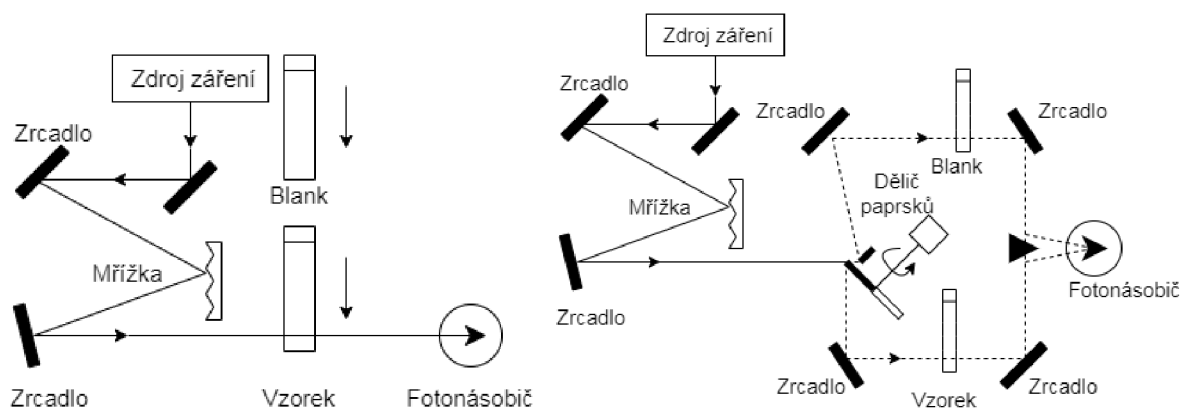 Zdroj záření
Zrcadlo
Blank
Mřížka
Zrcadlo
Vzorek
Fotonásobič
Zdroj záření
Zrcadlo
Zrcadlo
Zrcadlo
Blank
Dělič
paprsků
Mřížka
Fotonásobič
Zrcadlo
Zrcadlo
Vzorek
Zrcadlo